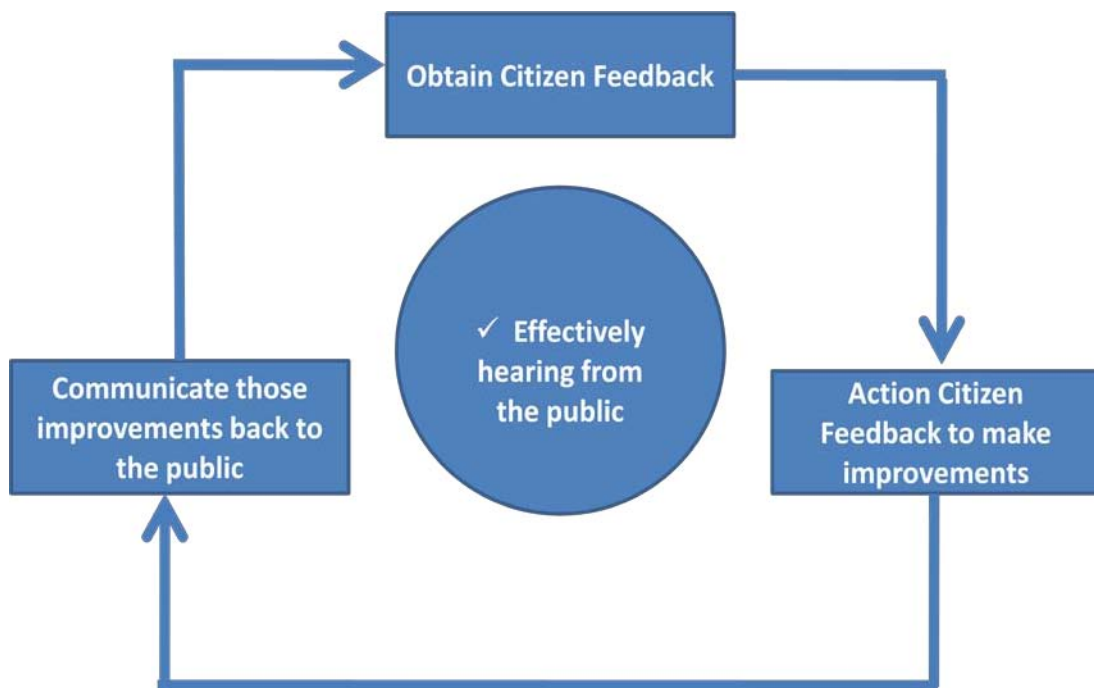 Obtain Citizen Feedback
✓ Effectively
hearing from
the public
Communicate those
improvements back to
the public
Action Citizen
Feedback to make
improvements